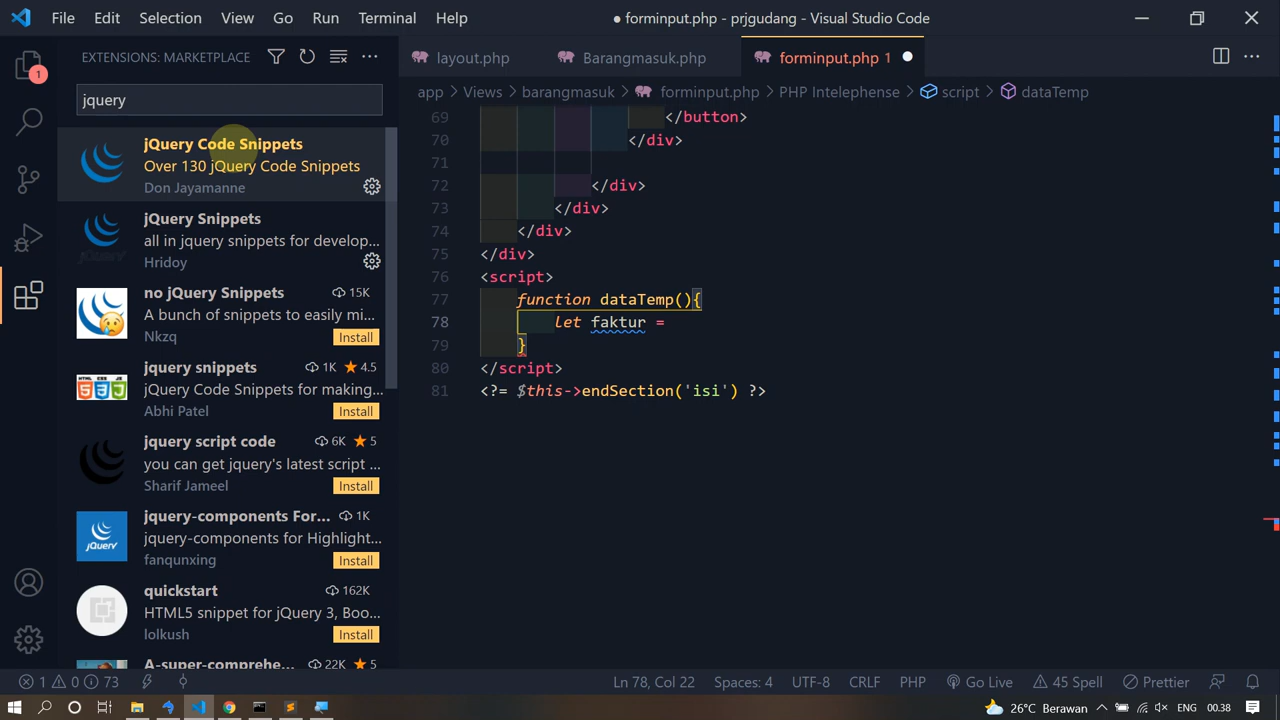 File Edit Selection View Go Run Terminal Help
● forminput.php - prjgudang - Visual Studio Code
EXTENSIONS: MARKETPLACE
jquery
jQuery Code Snippets
Over 130 jQuery Code Snippets
Don Jayamanne
jQuery Snippets
all in jquery snippets for develop...
Hridoy
no jQuery Snippets 15K
A bunch of snippets to easily mi...
Nkzq Install
jquery snippets 1K ★ 4.5
jQuery Code Snippets for making...
Abhi Patel Install
jquery script code 6K ★ 5
you can get jquery's latest script ...
Sharif Jameel Install
jquery-components For... 1K
jquery-components for Highlight...
fanqunxing Install
quickstart 162K
HTML5 snippet for jQuery 3, Boo...
lolkush Install
A-super-comprehe... 22K ★ 5
1
layout.php Barangmasuk.php forminput.php 1 ●
app > Views > barangmasuk > forminput.php > PHP Intelephense > script > dataTemp
69 </button>
70 </div>
71
72 </div>
73 </div>
74 </div>
75 </div>
76 <script>
77 function dataTemp(){
78 let faktur =
79 }
80 </script>
81 <?= $this->endSection('isi') ?>
1 0 73 Ln 78, Col 22 Spaces: 4 UTF-8 CRLF PHP Go Live 45 Spell Prettier
26°C Berawan ENG 00.38